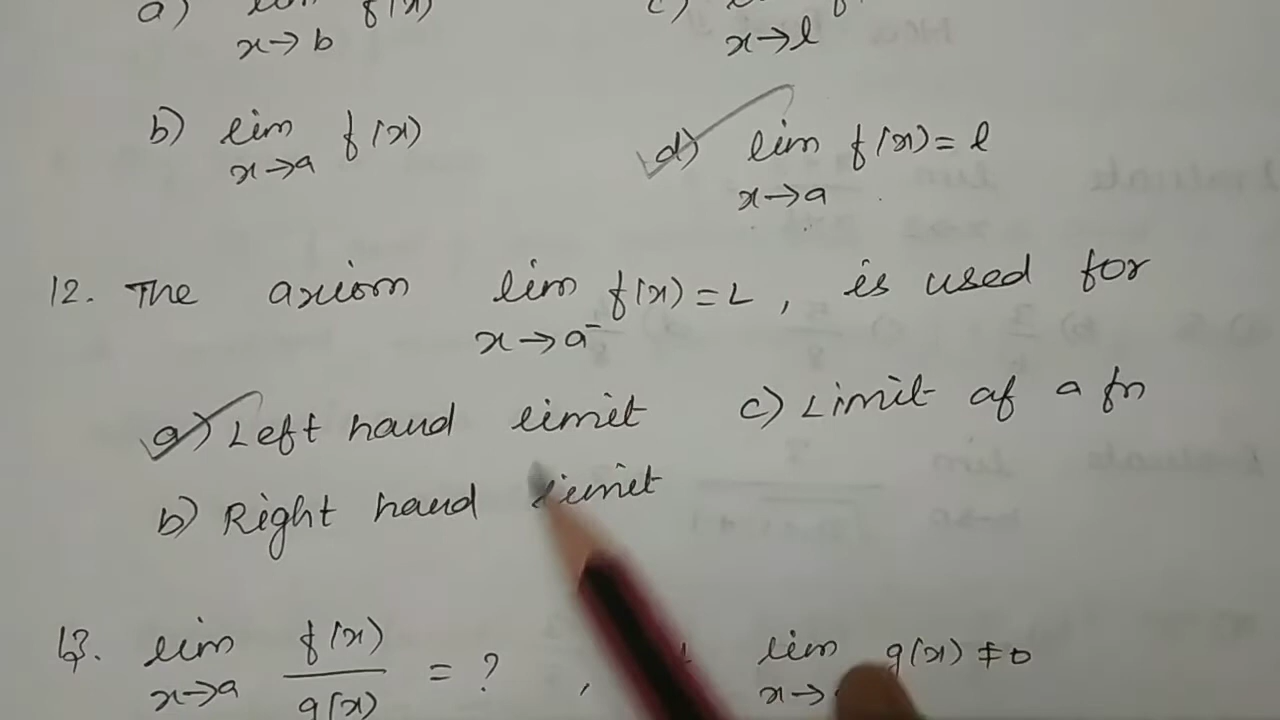 a) f(x) c)
x→b x→l
b) lim f(x) d) lim f(x) = l
x→a x→a
12. The axiom lim f(x) = L, is used for
x→a⁻
a) Left hand limit c) Limit of a fn
b) Right hand limit
13. lim f(x) = ? , lim g(x) ≠ 0
x→a g(x) x→